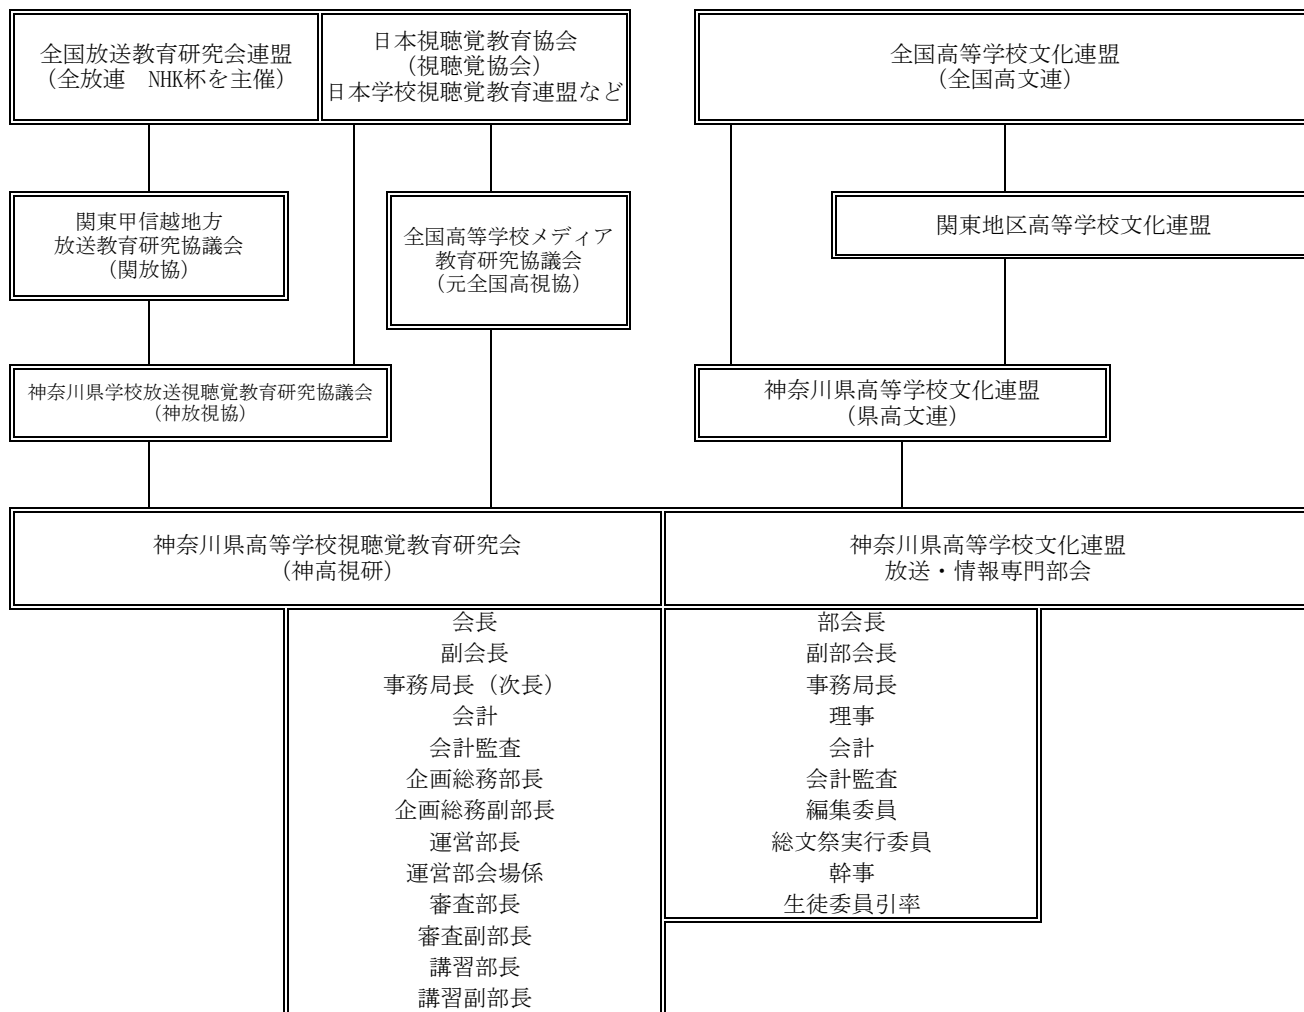 全国放送教育研究会連盟
(全放連　NHK杯を主催)
日本視聴覚教育協会
(視聴覚協会)
日本学校視聴覚教育連盟など
全国高等学校文化連盟
(全国高文連)
関東甲信越地方
放送教育研究協議会
(関放協)
全国高等学校メディア
教育研究協議会
(元全国高視協)
関東地区高等学校文化連盟
神奈川県学校放送視聴覚教育研究協議会
(神放視協)
神奈川県高等学校文化連盟
(県高文連)
神奈川県高等学校視聴覚教育研究会
(神高視研)
神奈川県高等学校文化連盟
放送・情報専門部会
会長
副会長
事務局長（次長）
会計
会計監査
企画総務部長
企画総務副部長
運営部長
運営部会場係
審査部長
審査副部長
講習部長
講習副部長
部会長
副部会長
事務局長
理事
会計
会計監査
編集委員
総文祭実行委員
幹事
生徒委員引率